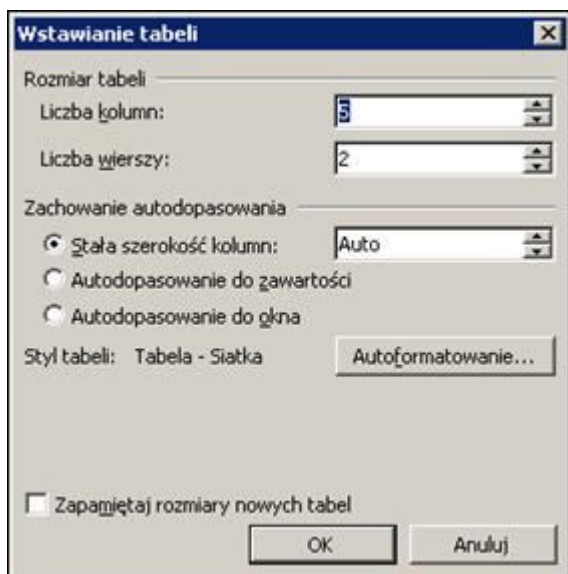 Wstawianie tabeli
Rozmiar tabeli
Liczba kolumn: 5
Liczba wierszy: 2
Zachowanie autodopasowania
Stała szerokość kolumn: Auto
Autodopasowanie do zawartości
Autodopasowanie do okna
Styl tabeli: Tabela - Siatka Autoformatowanie...
Zapamiętaj rozmiary nowych tabel
OK Anuluj